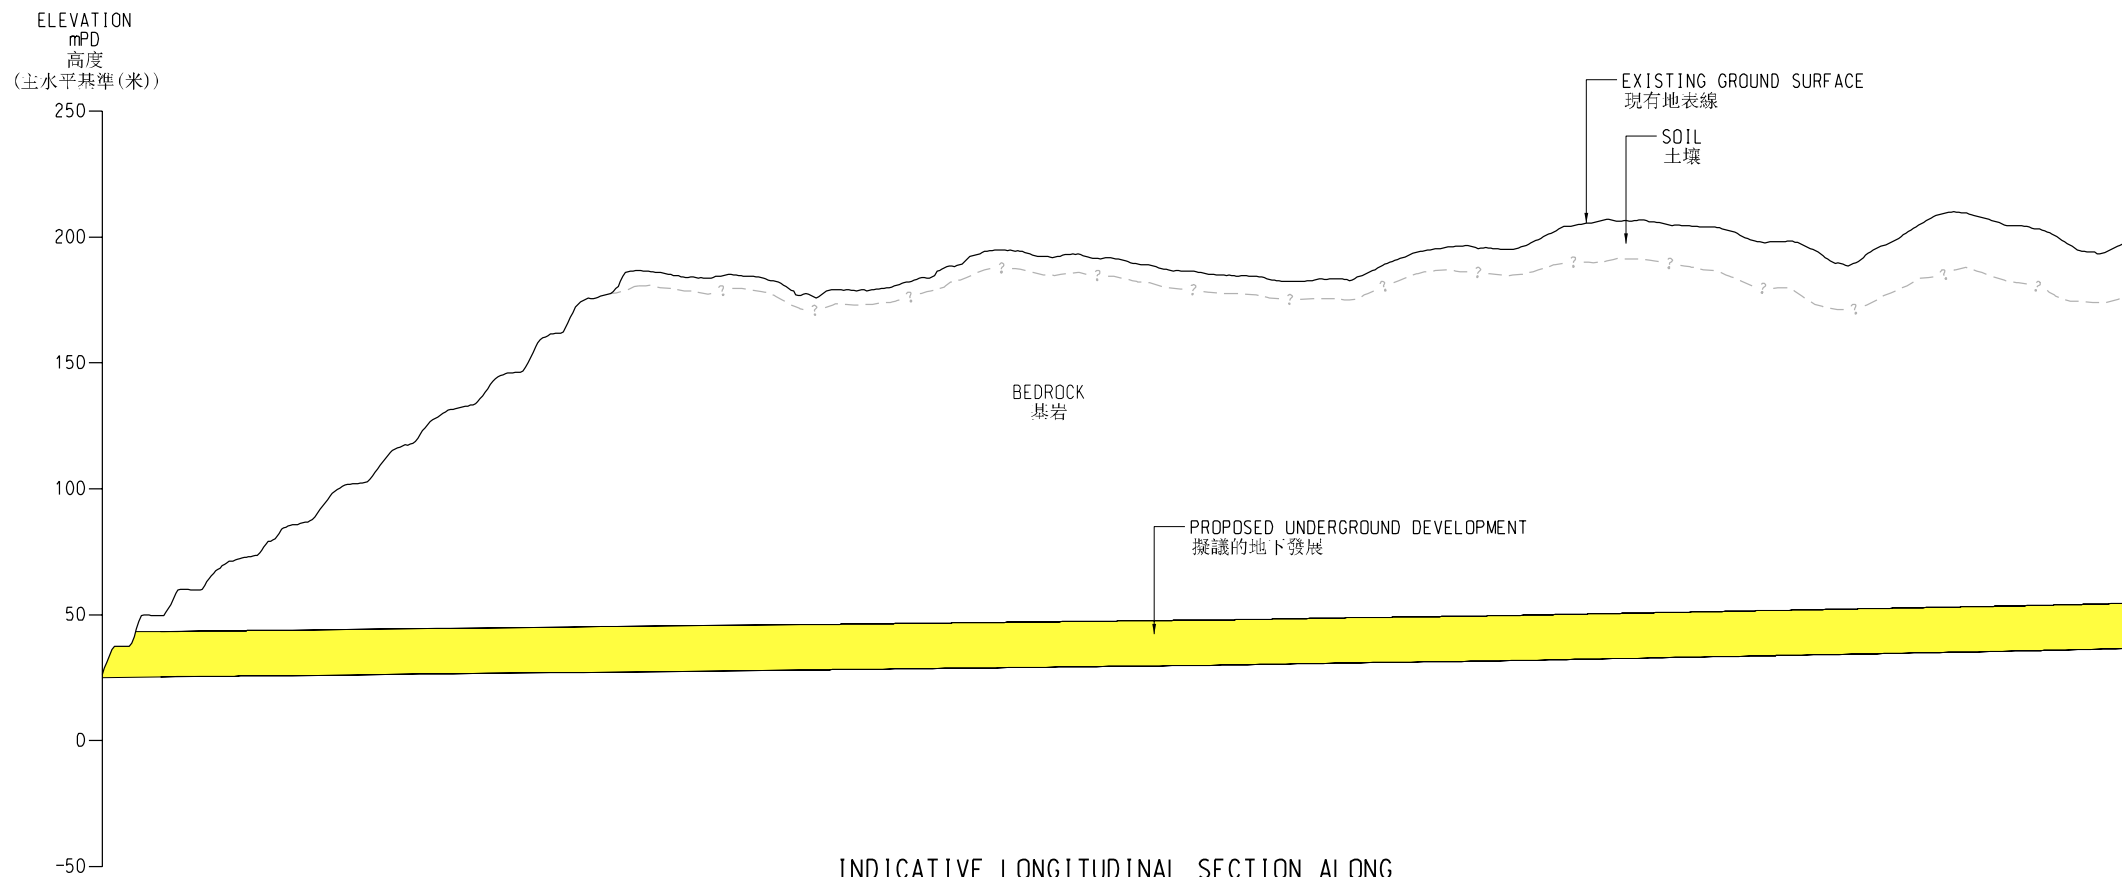 ELEVATION
mPD
高度
(主水平基準(米))
250
200
150
100
50
0
-50
EXISTING GROUND SURFACE
現有地表線
SOIL
土壤
? ? ? ? ? ? ? ? ? ? ? ? ? ? ?
BEDROCK
基岩
PROPOSED UNDERGROUND DEVELOPMENT
擬議的地下發展
INDICATIVE LONGITUDINAL SECTION ALONG